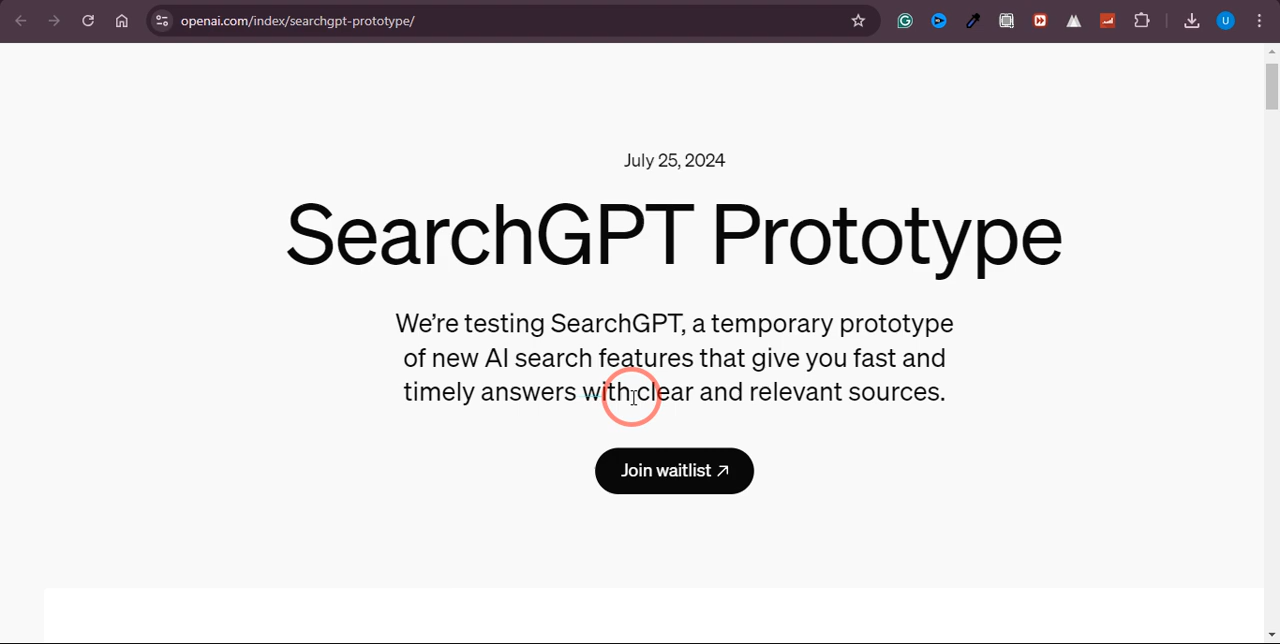 openai.com/index/searchgpt-prototype/
U
July 25, 2024
SearchGPT Prototype
We’re testing SearchGPT, a temporary prototype
of new AI search features that give you fast and
timely answers with clear and relevant sources.
Join waitlist ↗